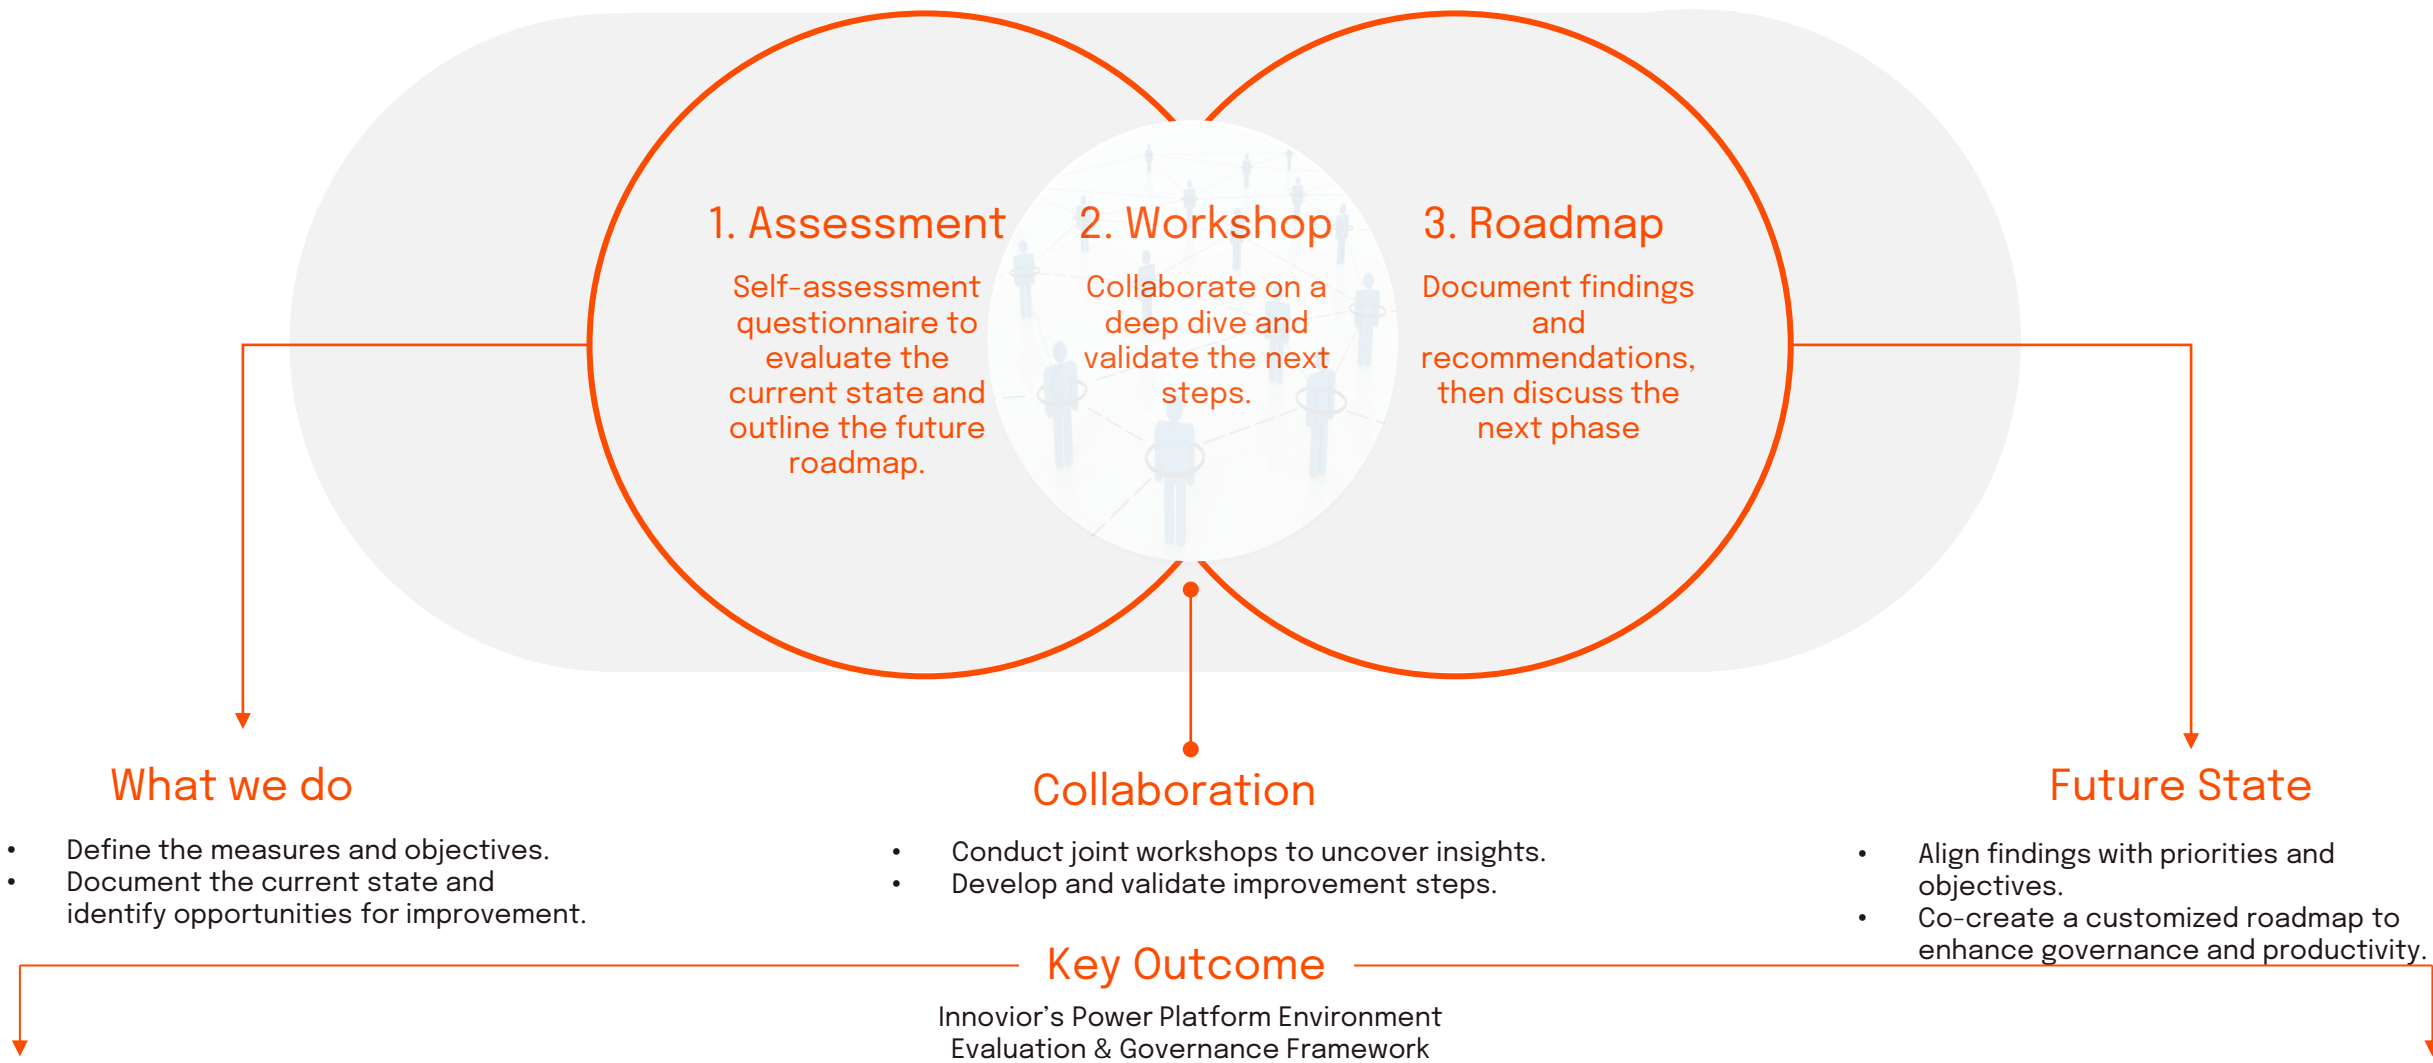 1. Assessment
Self-assessment
questionnaire to
evaluate the
current state and
outline the future
roadmap.
2. Workshop
Collaborate on a
deep dive and
validate the next
steps.
3. Roadmap
Document findings
and
recommendations,
then discuss the
next phase
What we do
• Define the measures and objectives.
• Document the current state and
identify opportunities for improvement.
Collaboration
• Conduct joint workshops to uncover insights.
• Develop and validate improvement steps.
Future State
• Align findings with priorities and
objectives.
• Co-create a customized roadmap to
enhance governance and productivity.
Key Outcome
Innovior’s Power Platform Environment
Evaluation & Governance Framework